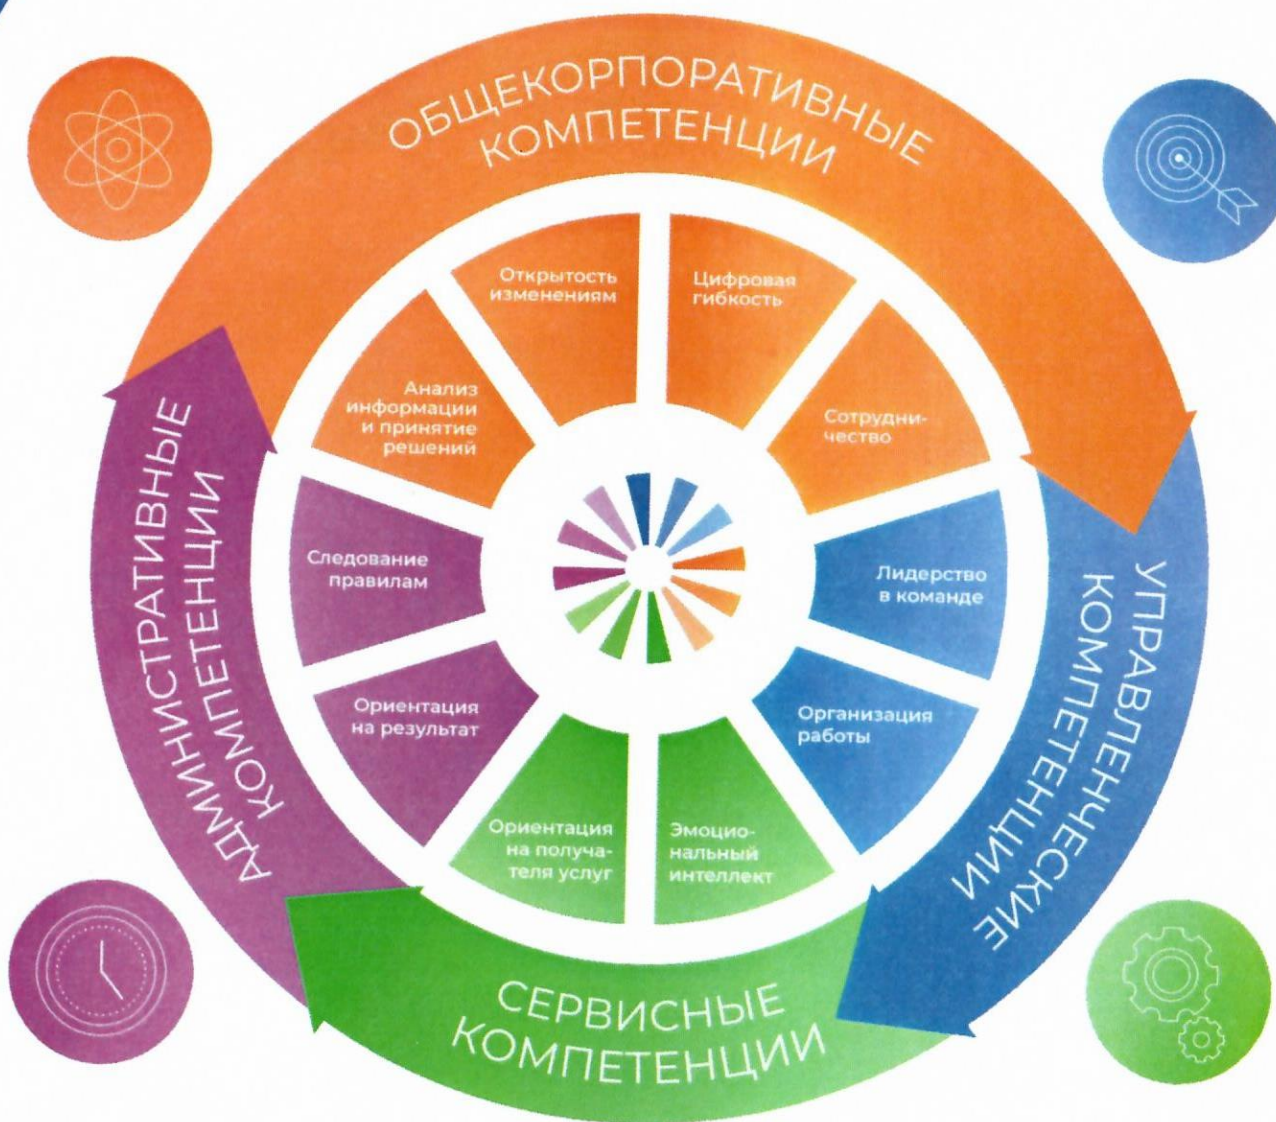 ОБЩЕКОРПОРАТИВНЫЕ
КОМПЕТЕНЦИИ
Открытость
изменениям
Цифровая
гибкость
Анализ
информации
и принятие
решений
Сотрудни-
чество
Следование
правилам
Лидерство
в команде
Ориентация
на результат
Организация
работы
Ориентация
на получа-
теля услуг
Эмоцио-
нальный
интеллект
УПРАВЛЕНЧЕСКИЕ
КОМПЕТЕНЦИИ
СЕРВИСНЫЕ
КОМПЕТЕНЦИИ
АДМИНИСТРАТИВНЫЕ
КОМПЕТЕНЦИИ